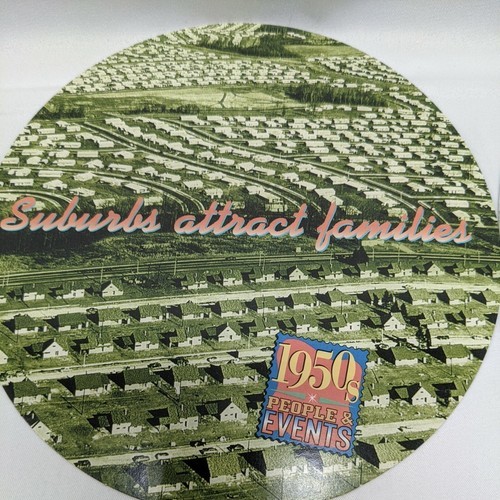 Suburbs attract families
1950s
PEOPLE &
EVENTS